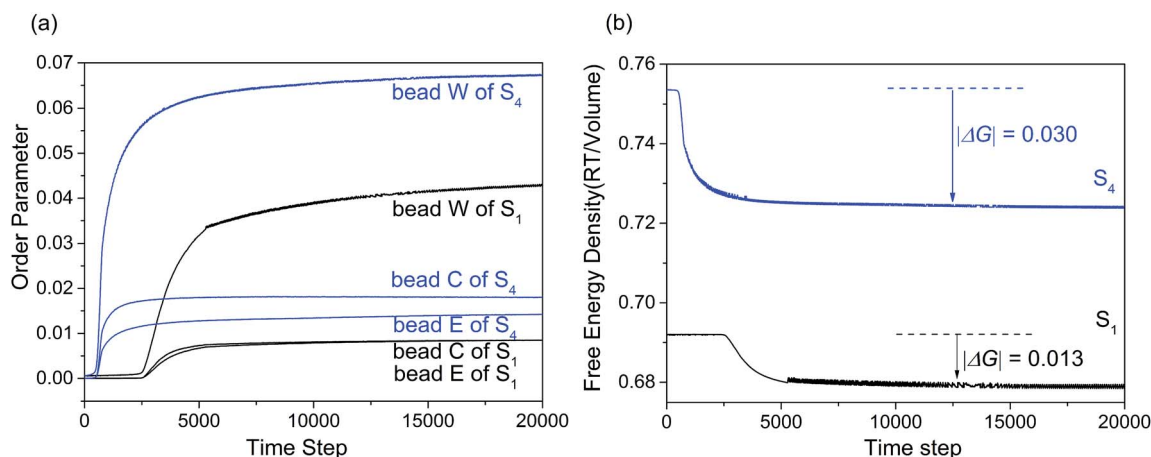 (a)
Order Parameter
0.07
0.06
0.05
0.04
0.03
0.02
0.01
0.00
bead W of S4
bead W of S1
bead C of S4
bead E of S4
bead C of S1
bead E of S1
0
5000
10000
15000
20000
Time Step
(b)
Free Energy Density(RT/Volume)
0.76
0.74
0.72
0.70
0.68
|ΔG| = 0.030
S4
S1
|ΔG| = 0.013
0
5000
10000
15000
20000
Time step